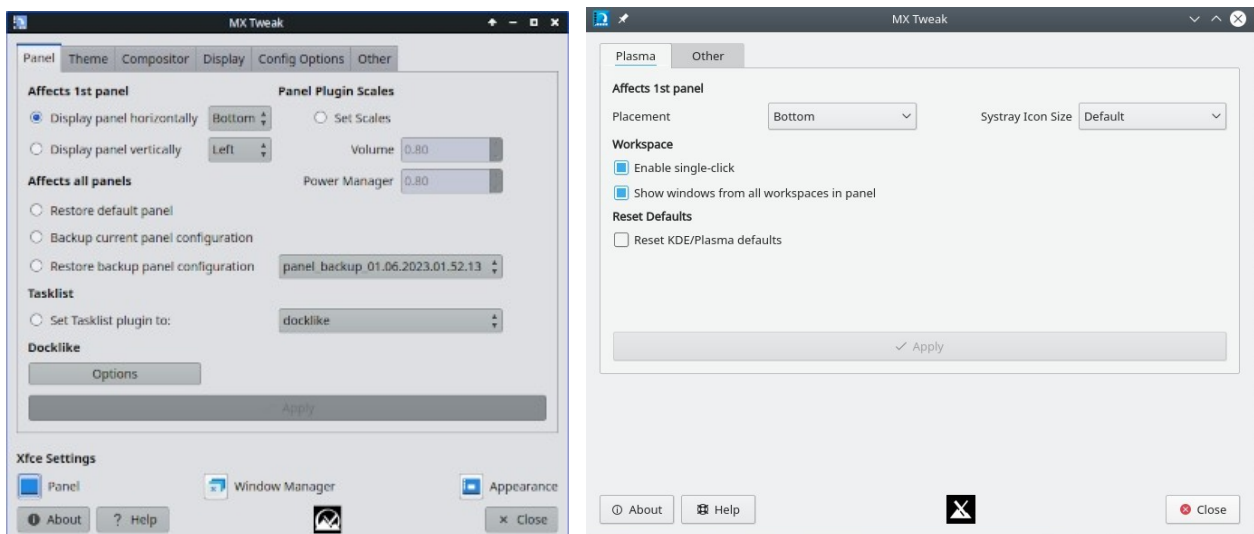 MX Tweak
Panel Theme Compositor Display Config Options Other
Affects 1st panel Panel Plugin Scales
Display panel horizontally Bottom Set Scales
Display panel vertically Left Volume 0.80
Affects all panels Power Manager 0.80
Restore default panel
Backup current panel configuration
Restore backup panel configuration panel_backup_01.06.2023.01.52.13
Tasklist
Set Tasklist plugin to: docklike
Docklike
Options
Apply
Xfce Settings
Panel Window Manager Appearance
About ? Help Close
MX Tweak
Plasma Other
Affects 1st panel
Placement Bottom Systray Icon Size Default
Workspace
Enable single-click
Show windows from all workspaces in panel
Reset Defaults
Reset KDE/Plasma defaults
Apply
About Help Close